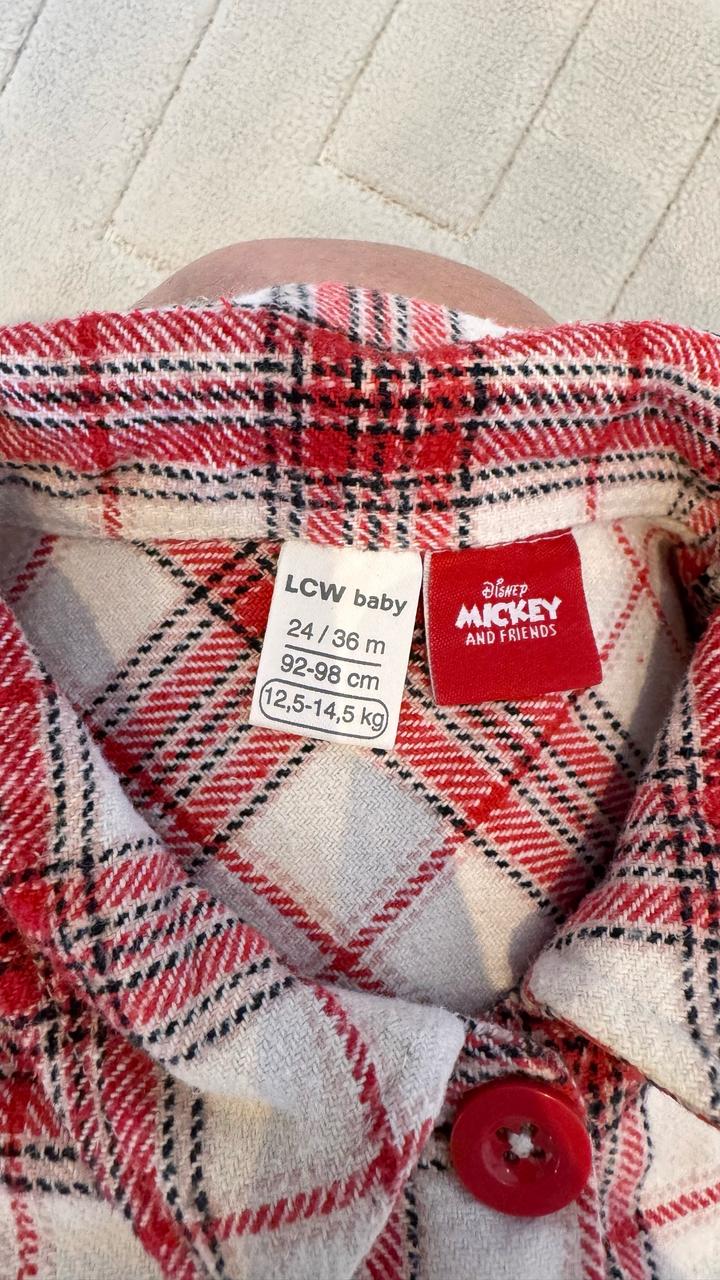 LCW baby
24 / 36 m
92-98 cm
12,5-14,5 kg
DISNEY
MICKEY
AND FRIENDS